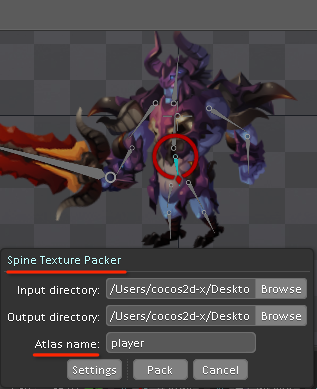 Spine Texture Packer
Input directory: /Users/cocos2d-x/Deskto Browse
Output directory: /Users/cocos2d-x/Deskto Browse
Atlas name: player
Settings Pack Cancel